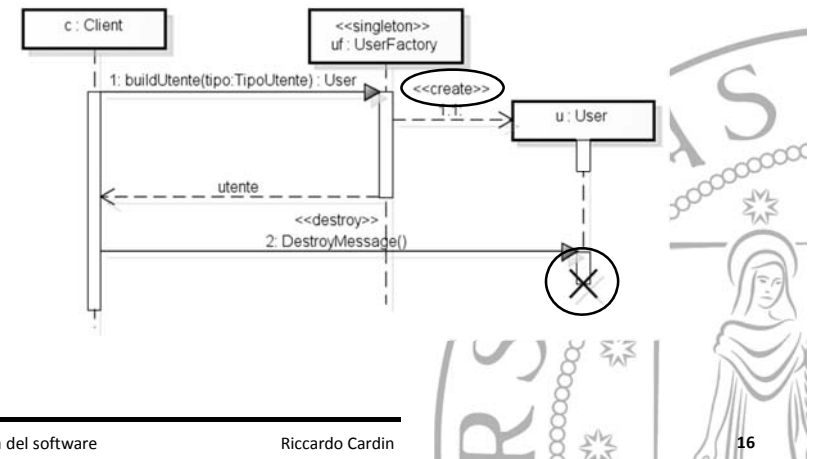 c : Client
<<singleton>>
uf : UserFactory
1: buildUtente(tipo:TipoUtente) : User
<<create>>
1.1.
u : User
utente
<<destroy>>
2: DestroyMessage()
del software
Riccardo Cardin
16